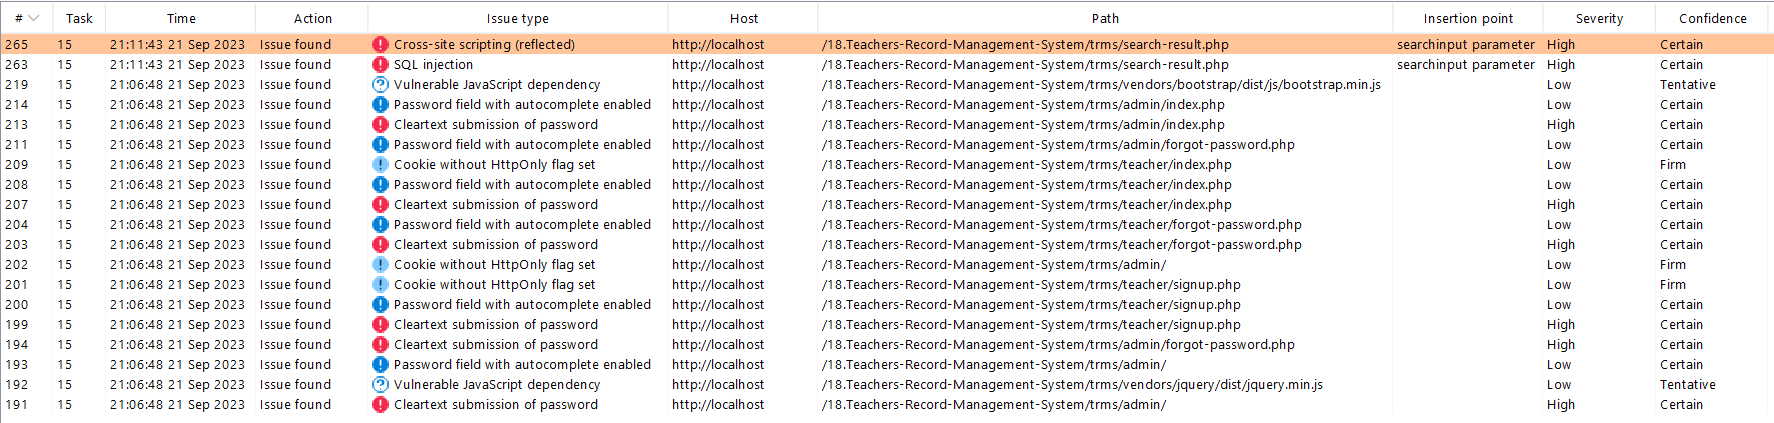 # Task Time Action Issue type Host Path Insertion point Severity Confidence
265 15 21:11:43 21 Sep 2023 Issue found Cross-site scripting (reflected) http://localhost /18.Teachers-Record-Management-System/trms/search-result.php searchinput parameter High Certain
263 15 21:11:43 21 Sep 2023 Issue found SQL injection http://localhost /18.Teachers-Record-Management-System/trms/search-result.php searchinput parameter High Certain
219 15 21:06:48 21 Sep 2023 Issue found Vulnerable JavaScript dependency http://localhost /18.Teachers-Record-Management-System/trms/vendors/bootstrap/dist/js/bootstrap.min.js Low Tentative
214 15 21:06:48 21 Sep 2023 Issue found Password field with autocomplete enabled http://localhost /18.Teachers-Record-Management-System/trms/admin/index.php Low Certain
213 15 21:06:48 21 Sep 2023 Issue found Cleartext submission of password http://localhost /18.Teachers-Record-Management-System/trms/admin/index.php High Certain
211 15 21:06:48 21 Sep 2023 Issue found Password field with autocomplete enabled http://localhost /18.Teachers-Record-Management-System/trms/admin/forgot-password.php Low Certain
209 15 21:06:48 21 Sep 2023 Issue found Cookie without HttpOnly flag set http://localhost /18.Teachers-Record-Management-System/trms/teacher/index.php Low Firm
208 15 21:06:48 21 Sep 2023 Issue found Password field with autocomplete enabled http://localhost /18.Teachers-Record-Management-System/trms/teacher/index.php Low Certain
207 15 21:06:48 21 Sep 2023 Issue found Cleartext submission of password http://localhost /18.Teachers-Record-Management-System/trms/teacher/index.php High Certain
204 15 21:06:48 21 Sep 2023 Issue found Password field with autocomplete enabled http://localhost /18.Teachers-Record-Management-System/trms/teacher/forgot-password.php Low Certain
203 15 21:06:48 21 Sep 2023 Issue found Cleartext submission of password http://localhost /18.Teachers-Record-Management-System/trms/teacher/forgot-password.php High Certain
202 15 21:06:48 21 Sep 2023 Issue found Cookie without HttpOnly flag set http://localhost /18.Teachers-Record-Management-System/trms/admin/ Low Firm
201 15 21:06:48 21 Sep 2023 Issue found Cookie without HttpOnly flag set http://localhost /18.Teachers-Record-Management-System/trms/teacher/signup.php Low Firm
200 15 21:06:48 21 Sep 2023 Issue found Password field with autocomplete enabled http://localhost /18.Teachers-Record-Management-System/trms/teacher/signup.php Low Certain
199 15 21:06:48 21 Sep 2023 Issue found Cleartext submission of password http://localhost /18.Teachers-Record-Management-System/trms/teacher/signup.php High Certain
194 15 21:06:48 21 Sep 2023 Issue found Cleartext submission of password http://localhost /18.Teachers-Record-Management-System/trms/admin/forgot-password.php High Certain
193 15 21:06:48 21 Sep 2023 Issue found Password field with autocomplete enabled http://localhost /18.Teachers-Record-Management-System/trms/admin/ Low Certain
192 15 21:06:48 21 Sep 2023 Issue found Vulnerable JavaScript dependency http://localhost /18.Teachers-Record-Management-System/trms/vendors/jquery/dist/jquery.min.js Low Tentative
191 15 21:06:48 21 Sep 2023 Issue found Cleartext submission of password http://localhost /18.Teachers-Record-Management-System/trms/admin/ High Certain